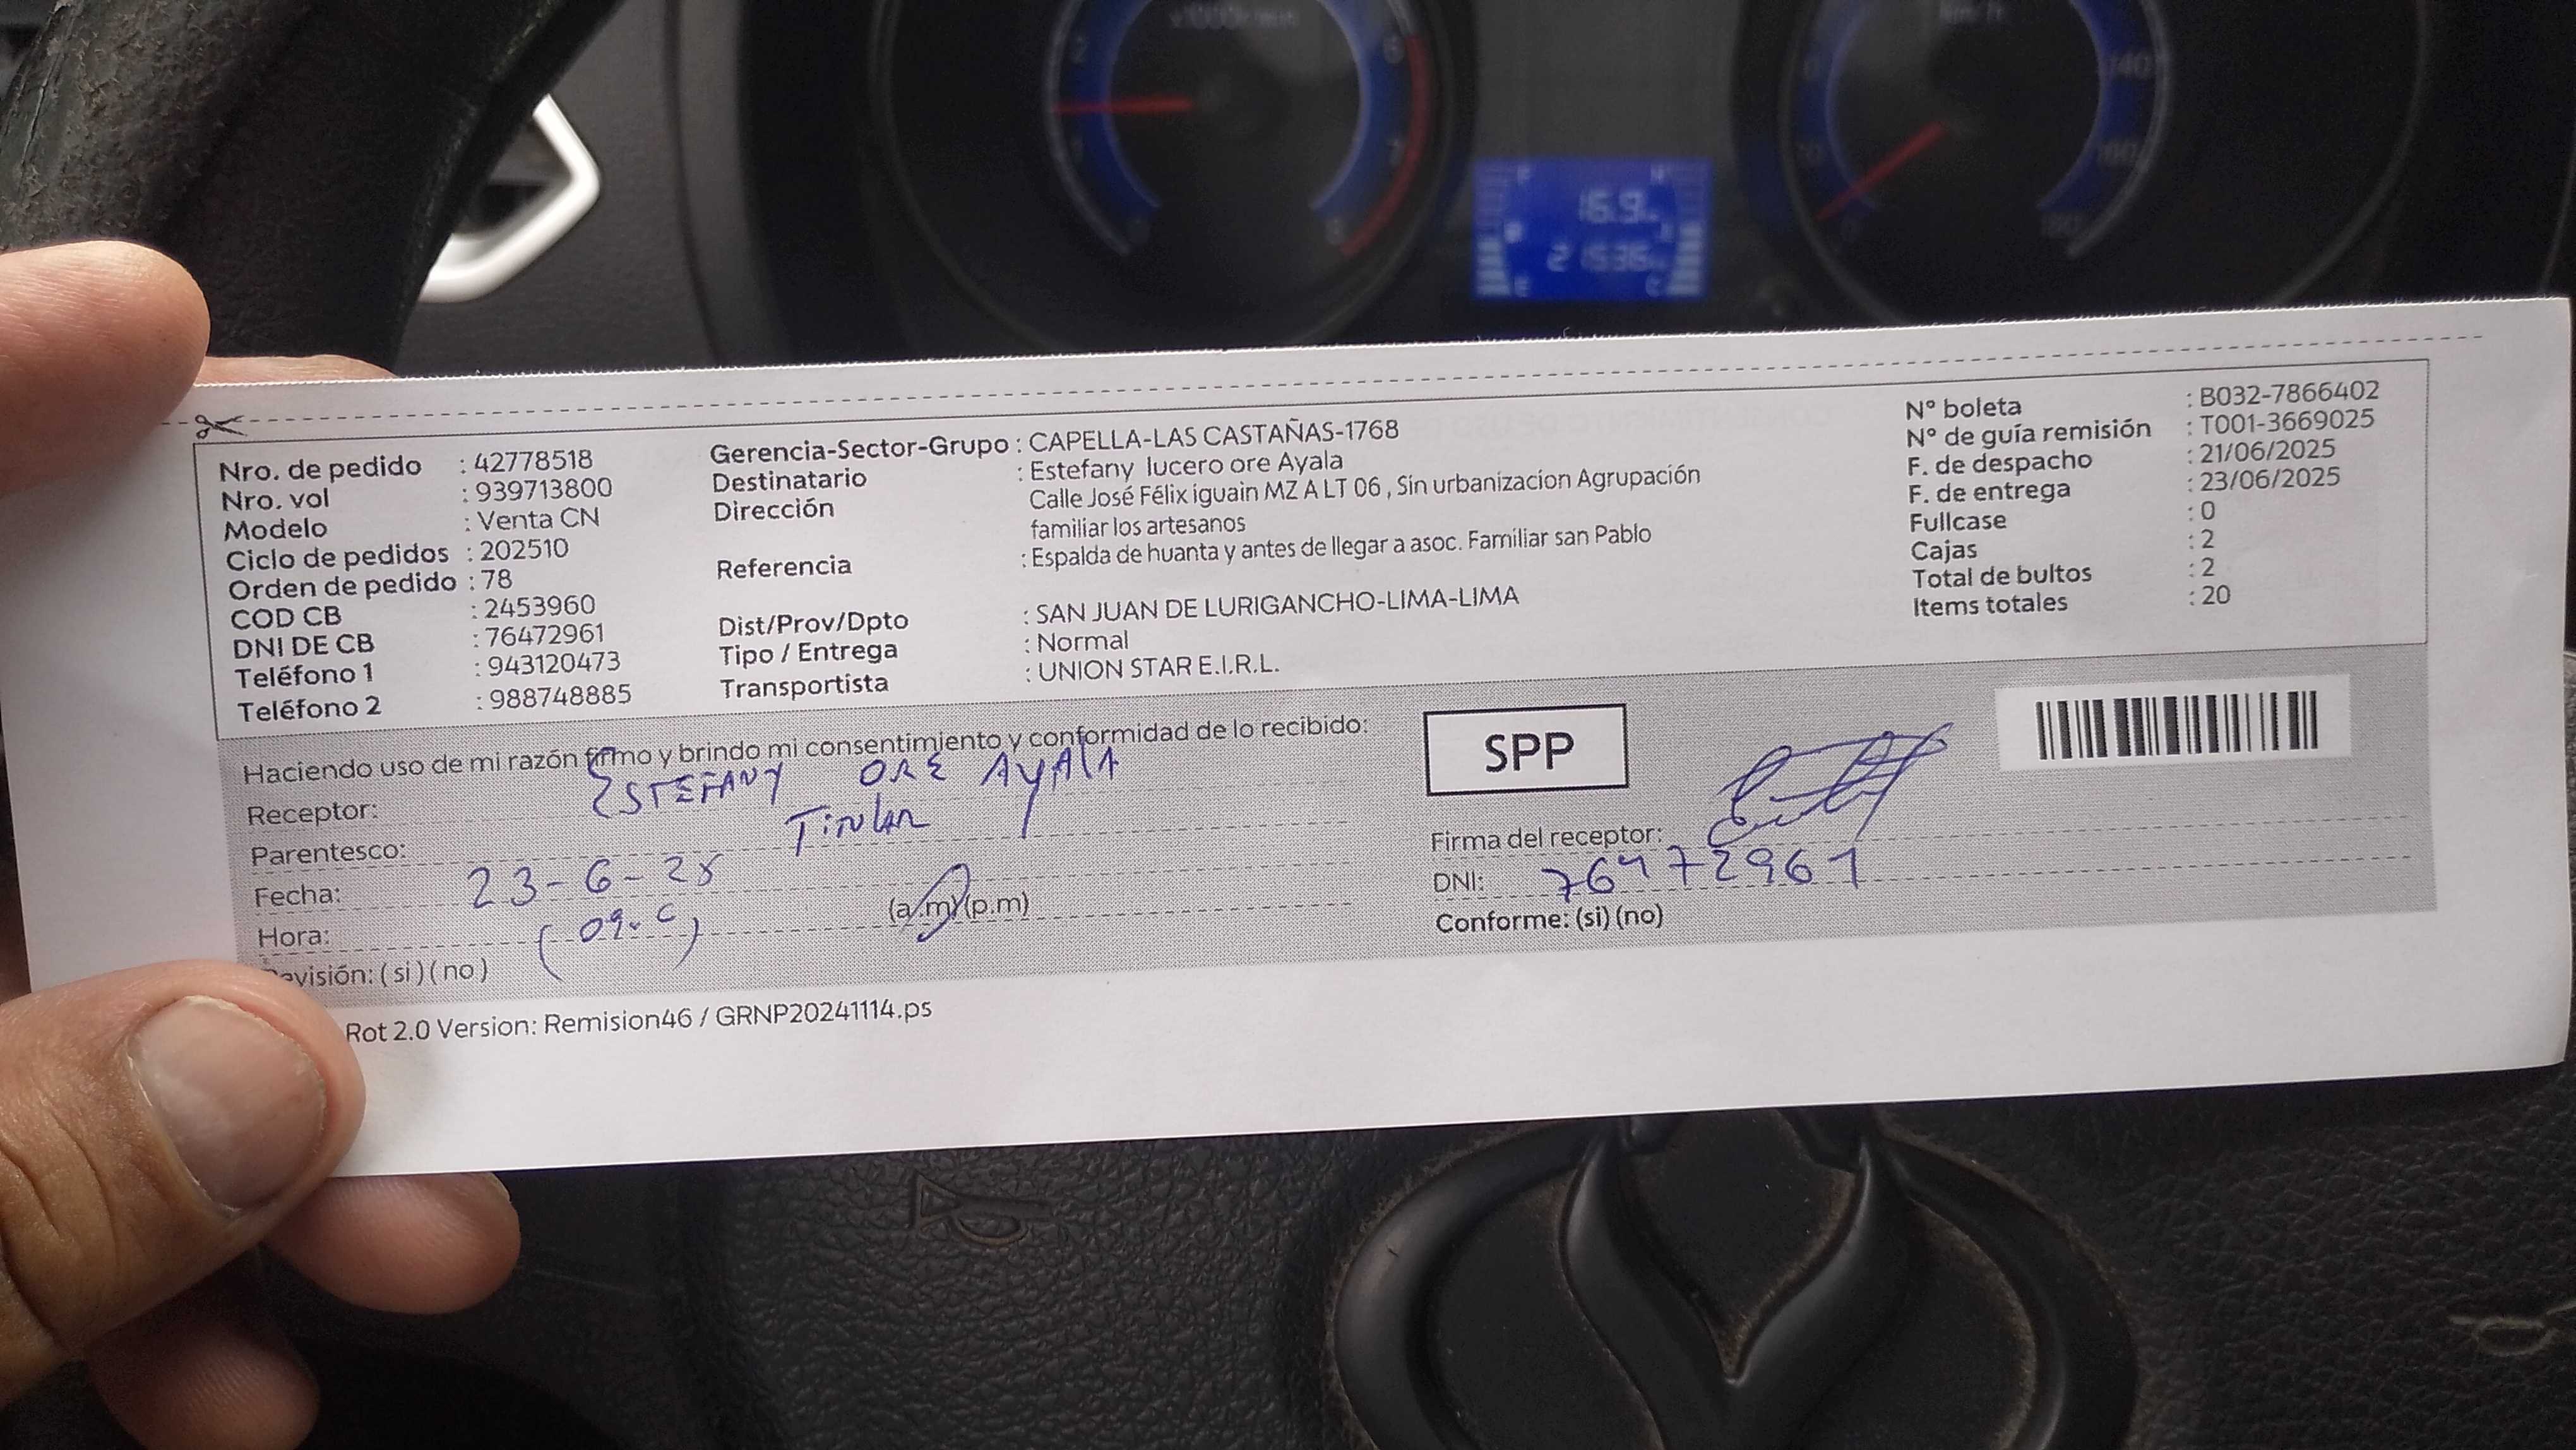 x1000r/min
km/h
16.9
21536
Nro. de pedido : 42778518
Nro. vol : 939713800
Modelo : Venta CN
Ciclo de pedidos : 202510
Orden de pedido : 78
COD CB : 2453960
DNI DE CB : 76472961
Teléfono 1 : 943120473
Teléfono 2 : 988748885
Gerencia-Sector-Grupo : CAPELLA-LAS CASTAÑAS-1768
Destinatario : Estefany lucero ore Ayala
Dirección Calle José Félix iguain MZ A LT 06 , Sin urbanizacion Agrupación
familiar los artesanos
Referencia : Espalda de huanta y antes de llegar a asoc. Familiar san Pablo
Dist/Prov/Dpto : SAN JUAN DE LURIGANCHO-LIMA-LIMA
Tipo / Entrega : Normal
Transportista : UNION STAR E.I.R.L.
N° boleta : B032-7866402
N° de guía remisión : T001-3669025
F. de despacho : 21/06/2025
F. de entrega : 23/06/2025
Fullcase : 0
Cajas : 2
Total de bultos : 2
Items totales : 20
Haciendo uso de mi razón firmo y brindo mi consentimiento y conformidad de lo recibido:
Receptor: ESTEFANY ORE AYALA
Parentesco: Titular
Fecha: 23-6-25
Hora: (a.m) (p.m)
Revisión: ( si ) ( no )
SPP
Firma del receptor:
DNI: 76472961
Conforme: (si) (no)
Rot 2.0 Version: Remision46 / GRNP20241114.ps